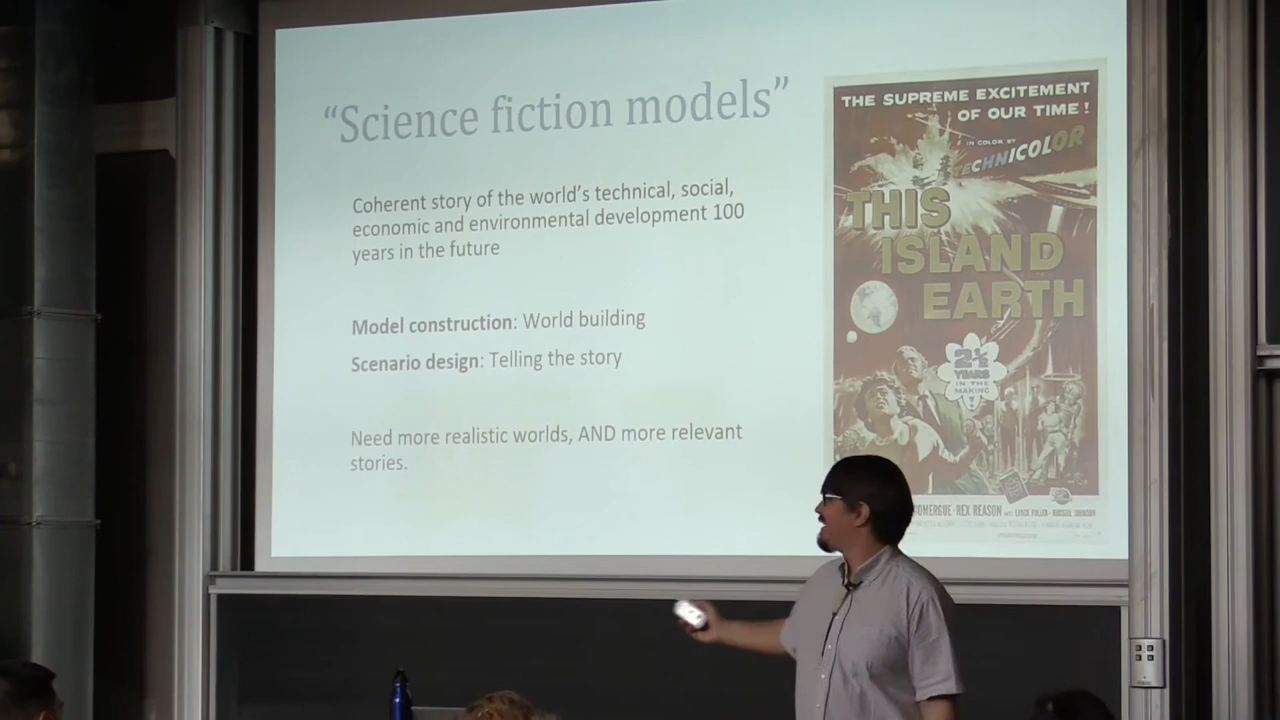 “Science fiction models”
Coherent story of the world’s technical, social,
economic and environmental development 100
years in the future
Model construction: World building
Scenario design: Telling the story
Need more realistic worlds, AND more relevant
stories.
THE SUPREME EXCITEMENT
OF OUR TIME!
IN COLOR BY
TECHNICOLOR
THIS
ISLAND
EARTH
2½
YEARS
IN THE
MAKING
REX REASON